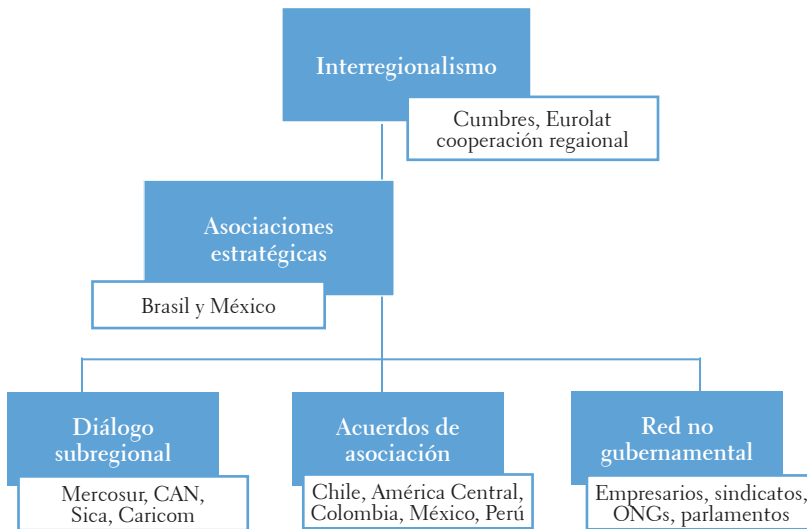 Interregionalismo
Cumbres, Eurolat
cooperación regaional
Asociaciones
estratégicas
Brasil y México
Diálogo
subregional
Mercosur, CAN,
Sica, Caricom
Acuerdos de
asociación
Chile, América Central,
Colombia, México, Perú
Red no
gubernamental
Empresarios, sindicatos,
ONGs, parlamentos